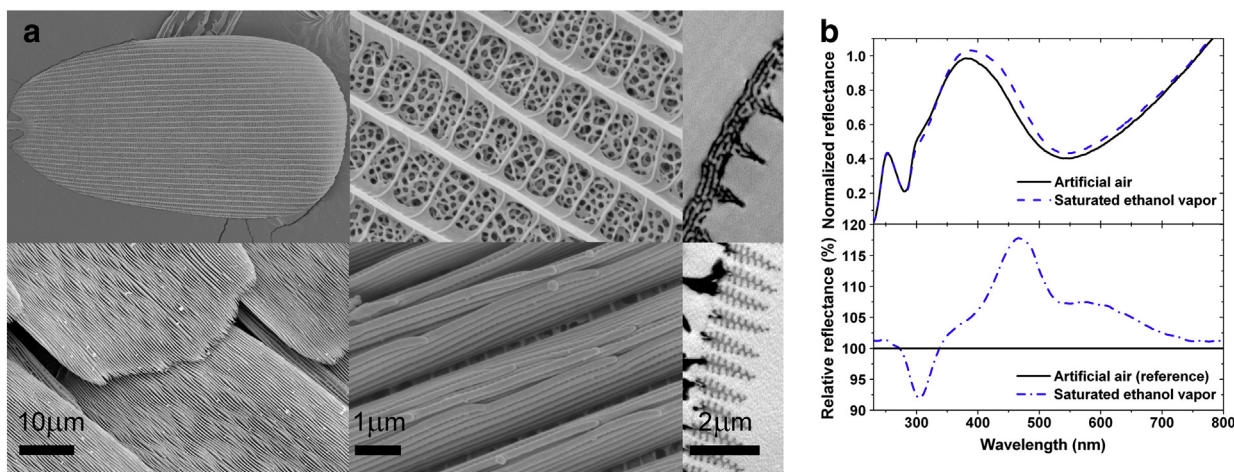 a
10µm
1µm
2µm
b
Normalized reflectance
1.0
0.8
0.6
0.4
0.2
Artificial air
Saturated ethanol vapor
Relative reflectance (%)
120
115
110
105
100
95
90
Artificial air (reference)
Saturated ethanol vapor
300 400 500 600 700 800
Wavelength (nm)